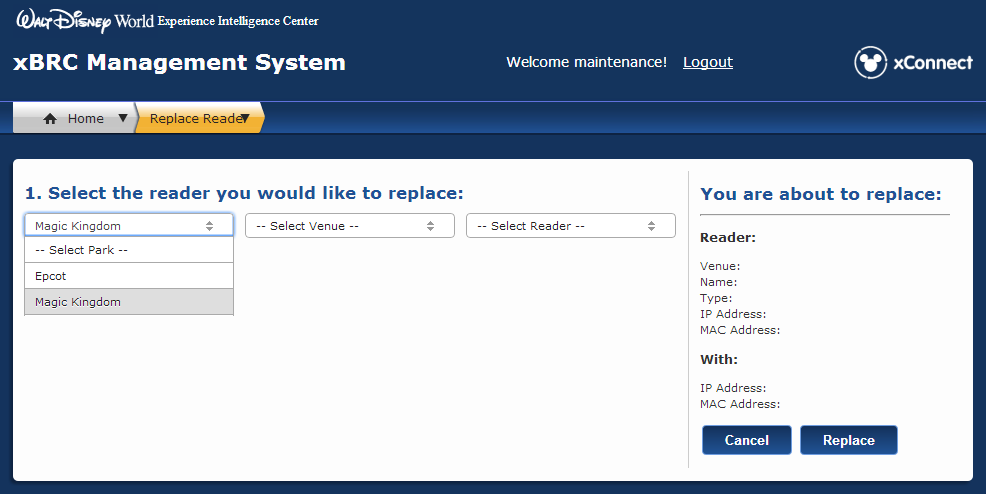 WALT DISNEY World Experience Intelligence Center
xBRC Management System
Welcome maintenance! Logout
xConnect
Home ▼ Replace Reader▼
1. Select the reader you would like to replace:
Magic Kingdom
-- Select Venue --
-- Select Reader --
-- Select Park --
Epcot
Magic Kingdom
You are about to replace:
Reader:
Venue:
Name:
Type:
IP Address:
MAC Address:
With:
IP Address:
MAC Address:
Cancel Replace